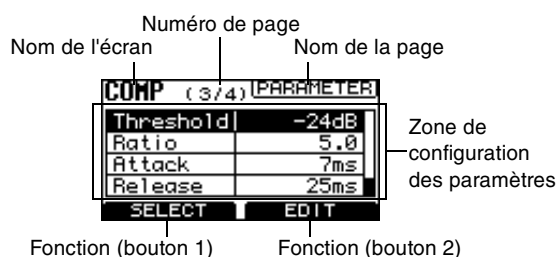 Numéro de page
Nom de l'écran
Nom de la page
COMP (3/4) PARAMETER
Threshold -24dB
Ratio 5.0
Attack 7ms
Release 25ms
SELECT EDIT
Zone de
configuration
des paramètres
Fonction (bouton 1) Fonction (bouton 2)